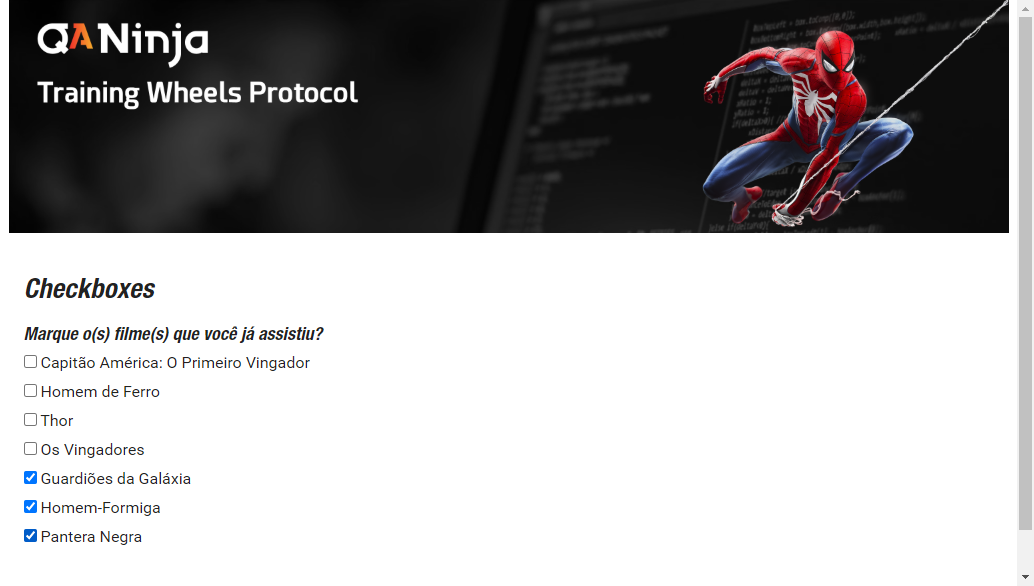 QANinja
Training Wheels Protocol
Checkboxes
Marque o(s) filme(s) que você já assistiu?
Capitão América: O Primeiro Vingador
Homem de Ferro
Thor
Os Vingadores
Guardiões da Galáxia
Homem-Formiga
Pantera Negra